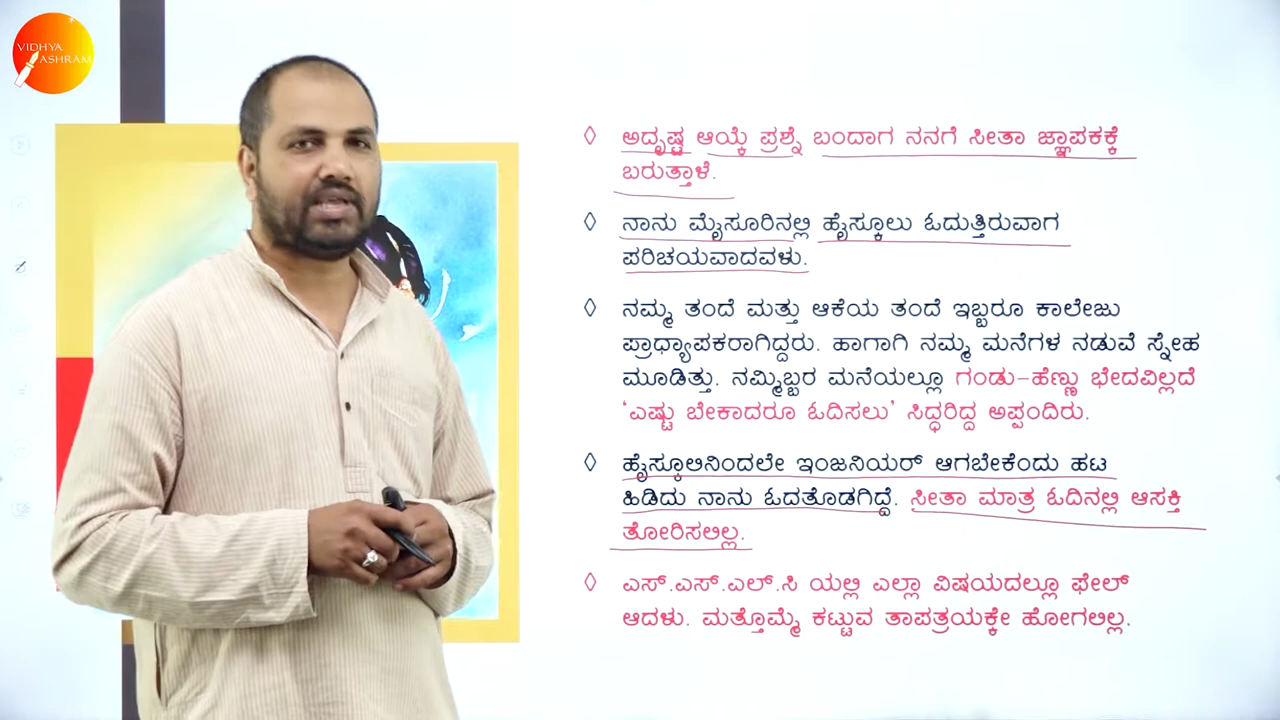 VIDHYA
ASHRAM
◊ ಅದೃಷ್ಟ ಆಯ್ಕೆ ಪ್ರಶ್ನೆ ಬಂದಾಗ ನನಗೆ ಸೀತಾ ಜ್ಞಾಪಕಕ್ಕೆ
ಬರುತ್ತಾಳೆ.
◊ ನಾನು ಮೈಸೂರಿನಲ್ಲಿ ಹೈಸ್ಕೂಲು ಓದುತ್ತಿರುವಾಗ
ಪರಿಚಯವಾದವಳು.
◊ ನಮ್ಮ ತಂದೆ ಮತ್ತು ಆಕೆಯ ತಂದೆ ಇಬ್ಬರೂ ಕಾಲೇಜು
ಪ್ರಾಧ್ಯಾಪಕರಾಗಿದ್ದರು. ಹಾಗಾಗಿ ನಮ್ಮ ಮನೆಗಳ ನಡುವೆ ಸ್ನೇಹ
ಮೂಡಿತ್ತು. ನಮ್ಮಿಬ್ಬರ ಮನೆಯಲ್ಲೂ ಗಂಡು-ಹೆಣ್ಣು ಭೇದವಿಲ್ಲದೆ
‘ಎಷ್ಟು ಬೇಕಾದರೂ ಓದಿಸಲು’ ಸಿದ್ಧರಿದ್ದ ಅಪ್ಪಂದಿರು.
◊ ಹೈಸ್ಕೂಲಿನಿಂದಲೇ ಇಂಜನಿಯರ್ ಆಗಬೇಕೆಂದು ಹಟ
ಹಿಡಿದು ನಾನು ಓದತೊಡಗಿದ್ದೆ. ಸೀತಾ ಮಾತ್ರ ಓದಿನಲ್ಲಿ ಆಸಕ್ತಿ
ತೋರಿಸಲಿಲ್ಲ.
◊ ಎಸ್.ಎಸ್.ಎಲ್.ಸಿ ಯಲ್ಲಿ ಎಲ್ಲಾ ವಿಷಯದಲ್ಲೂ ಫೇಲ್
ಆದಳು. ಮತ್ತೊಮ್ಮೆ ಕಟ್ಟುವ ತಾಪತ್ರಯಕ್ಕೇ ಹೋಗಲಿಲ್ಲ.